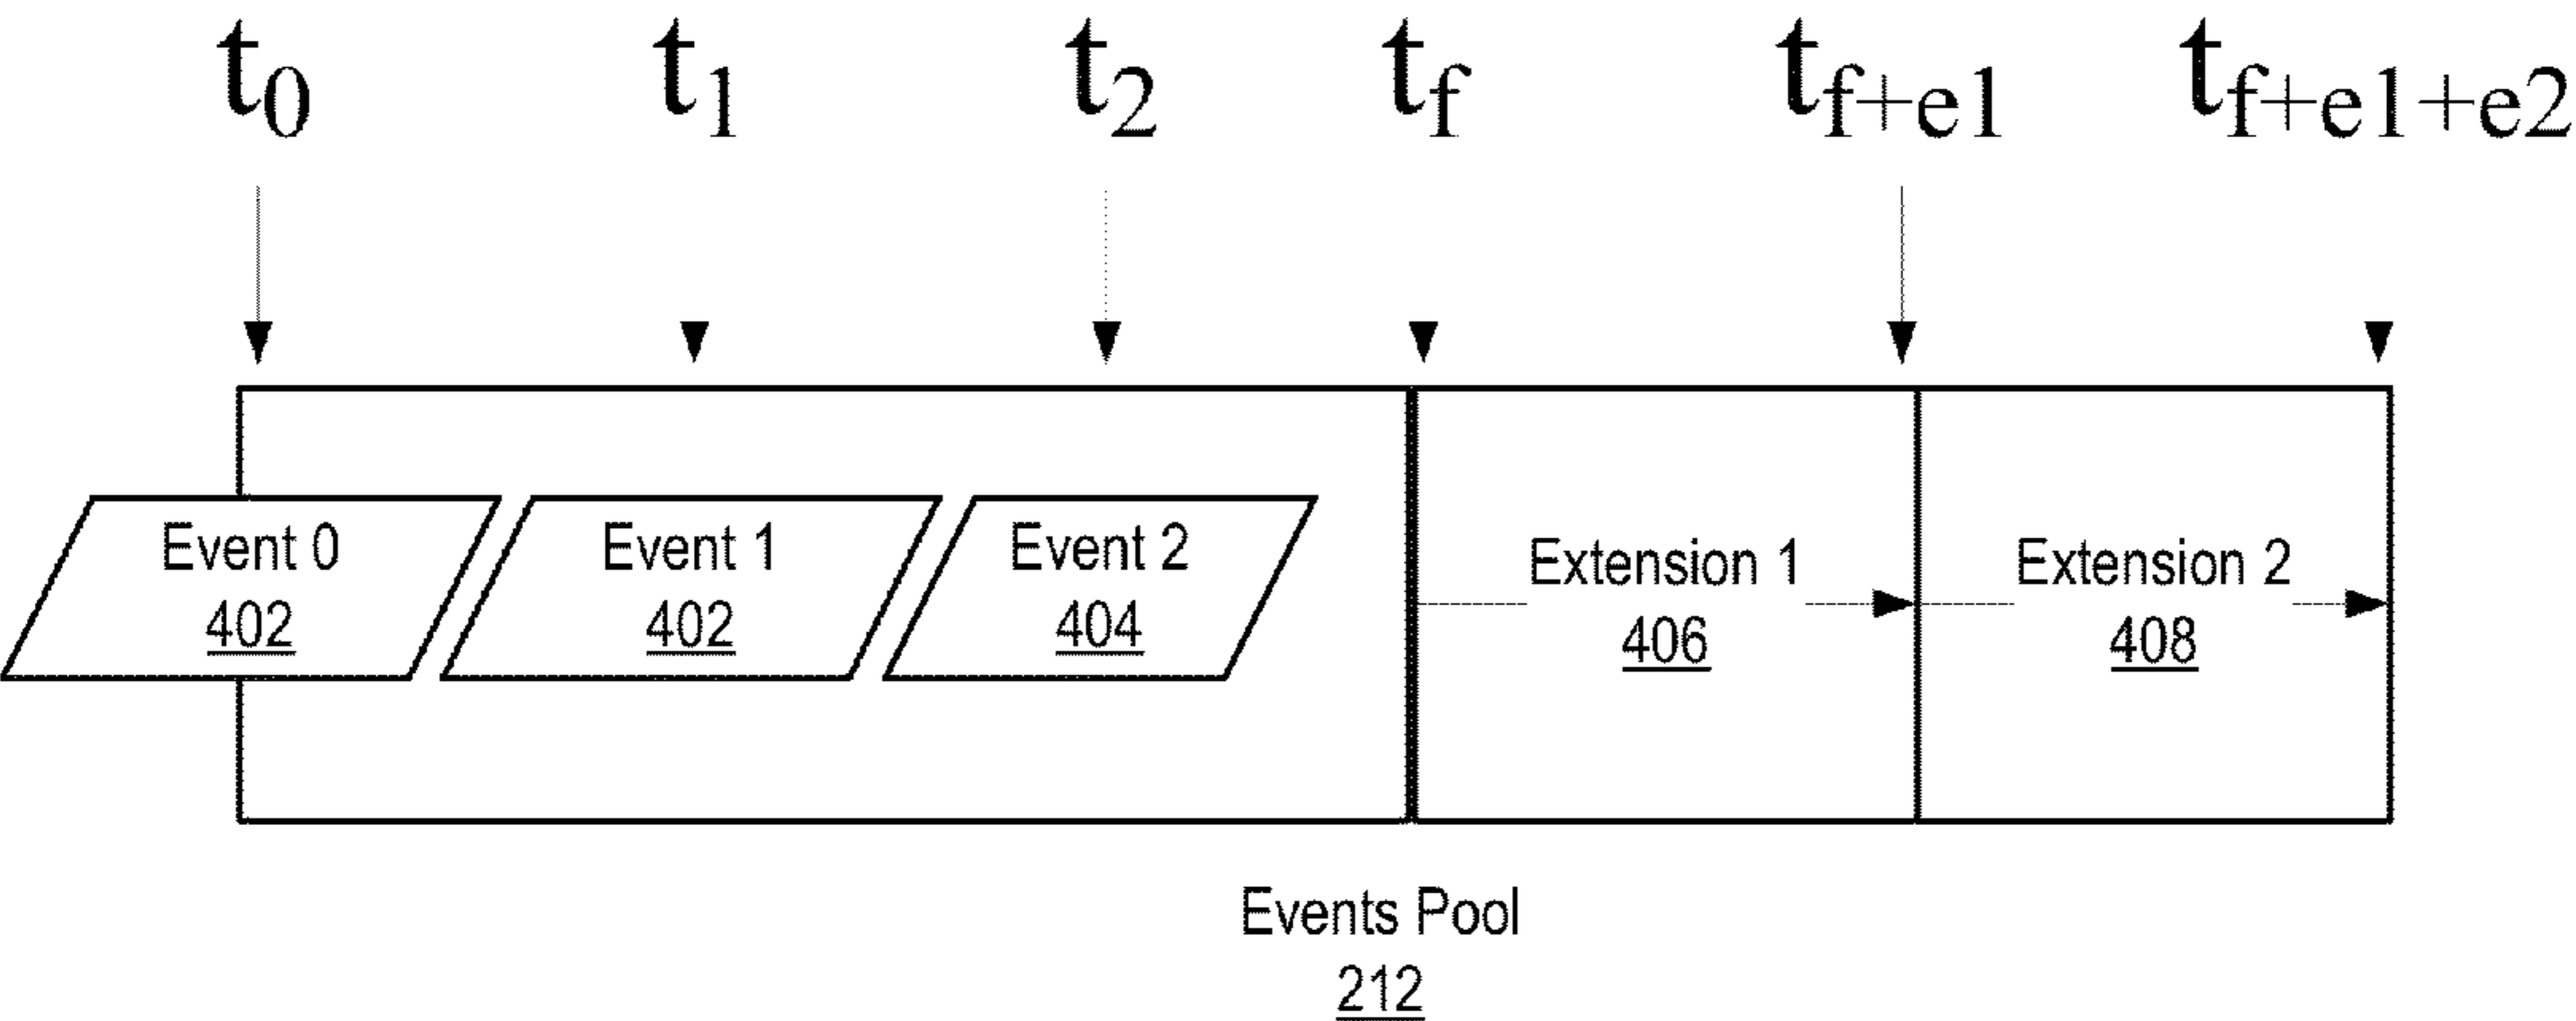 t0 t1 t2 tf tf+e1 tf+e1+e2
Event 0
402
Event 1
402
Event 2
404
Extension 1
406
Extension 2
408
Events Pool
212